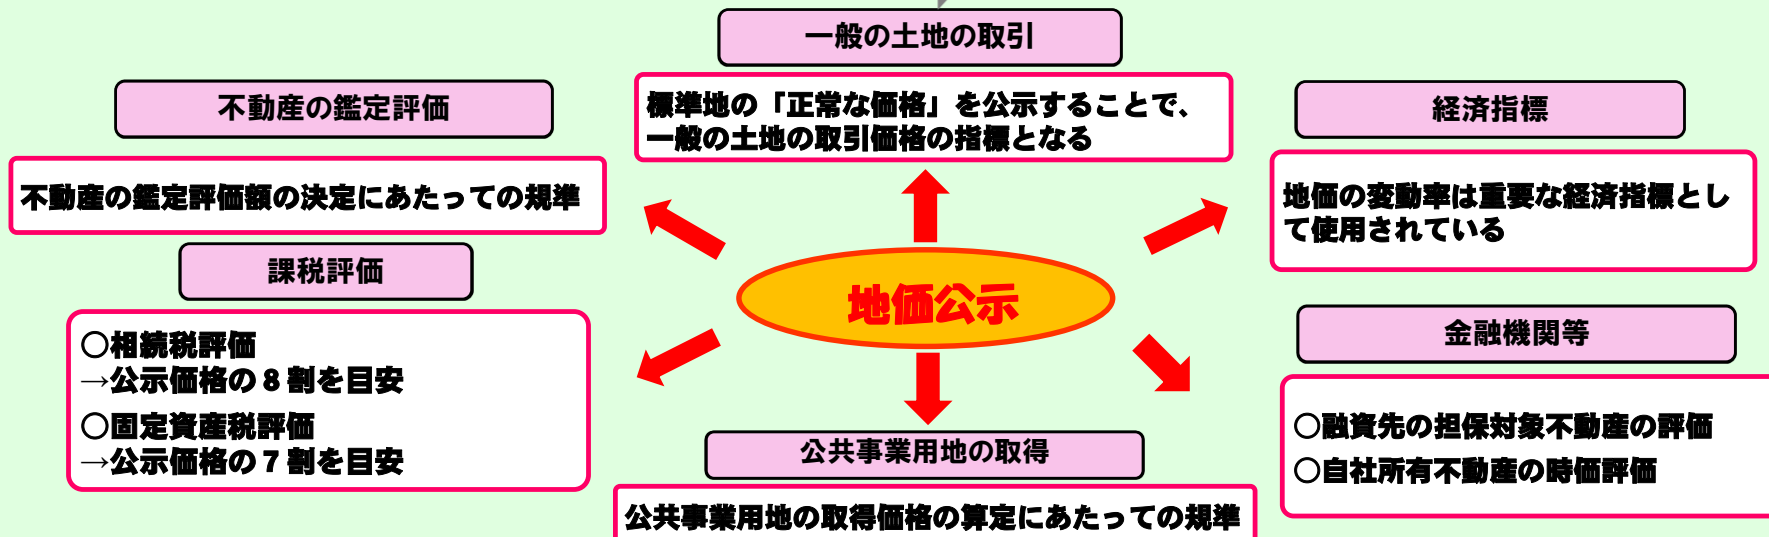 一般の土地の取引
標準地の「正常な価格」を公示することで、
一般の土地の取引価格の指標となる
不動産の鑑定評価
不動産の鑑定評価額の決定にあたっての規準
経済指標
地価の変動率は重要な経済指標とし
て使用されている
課税評価
○相続税評価
→公示価格の8割を目安
○固定資産税評価
→公示価格の7割を目安
地価公示
金融機関等
○融資先の担保対象不動産の評価
○自社所有不動産の時価評価
公共事業用地の取得
公共事業用地の取得価格の算定にあたっての規準